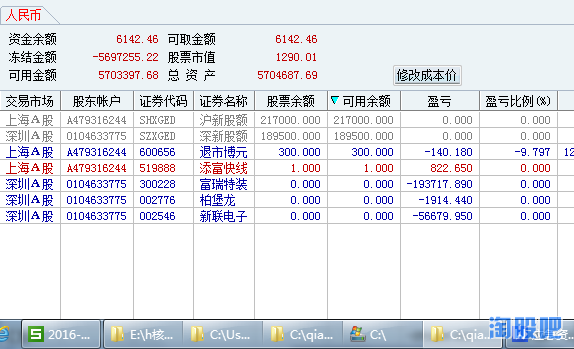 人民币
资金余额 6142.46 可取金额 6142.46
冻结金额 -5697255.22 股票市值 1290.01
可用金额 5703397.68 总 资 产 5704687.69 修改成本价
交易市场 股东帐户 证券代码 证券名称 股票余额 可用余额 盈亏 盈亏比例(%)
上海A股 A479316244 SHXGED 沪新股额 217000.000 217000.000 0.000 0.000
深圳A股 0104633775 SZXGED 深新股额 189500.000 189500.000 0.000 0.000
上海A股 A479316244 600656 退市博元 300.000 300.000 -140.180 -9.797 12
上海A股 A479316244 519888 添富快线 1.000 1.000 822.650 0.000
深圳A股 0104633775 300228 富瑞特装 0.000 0.000 -193717.890 0.000
深圳A股 0104633775 002776 柏堡龙 0.000 0.000 -1914.440 0.000
深圳A股 0104633775 002546 新联电子 0.000 0.000 -56679.950 0.000
淘股吧
S 2016-... E:\h核... C:\Us... C:\qia... C:\ C:\qia...